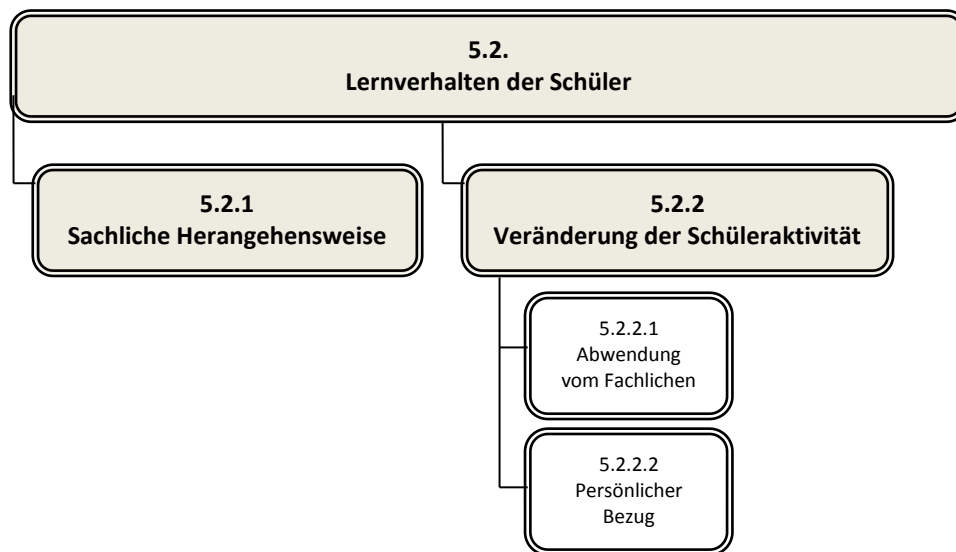 5.2.
Lernverhalten der Schüler
5.2.1
Sachliche Herangehensweise
5.2.2
Veränderung der Schüleraktivität
5.2.2.1
Abwendung
vom Fachlichen
5.2.2.2
Persönlicher
Bezug